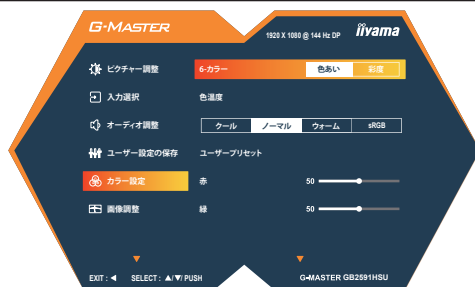 G-MASTER
1920 X 1080 @ 144 Hz DP
iiyama
ピクチャー調整
6-カラー 色あい 彩度
入力選択
色温度
オーディオ調整
クール ノーマル ウォーム sRGB
ユーザー設定の保存
ユーザープリセット
カラー設定
赤 50
画像調整
緑 50
EXIT : ◀ SELECT : ▲/▼/ PUSH
G-MASTER GB2591HSU